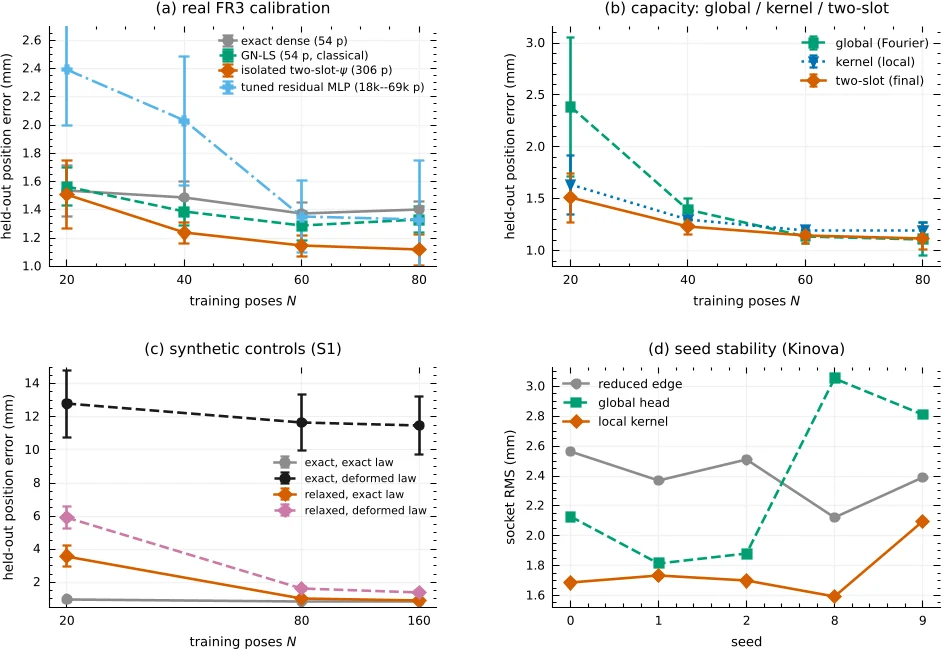 (a) real FR3 calibration
held-out position error (mm)
2.6
2.4
2.2
2.0
1.8
1.6
1.4
1.2
1.0
exact dense (54 p)
GN-LS (54 p, classical)
isolated two-slot-ψ (306 p)
tuned residual MLP (18k--69k p)
20
40
60
80
training poses N
(b) capacity: global / kernel / two-slot
held-out position error (mm)
3.0
2.5
2.0
1.5
1.0
global (Fourier)
kernel (local)
two-slot (final)
20
40
60
80
training poses N
(c) synthetic controls (S1)
held-out position error (mm)
14
12
10
8
6
4
2
exact, exact law
exact, deformed law
relaxed, exact law
relaxed, deformed law
20
80
160
training poses N
(d) seed stability (Kinova)
socket RMS (mm)
3.0
2.8
2.6
2.4
2.2
2.0
1.8
1.6
reduced edge
global head
local kernel
0
1
2
8
9
seed